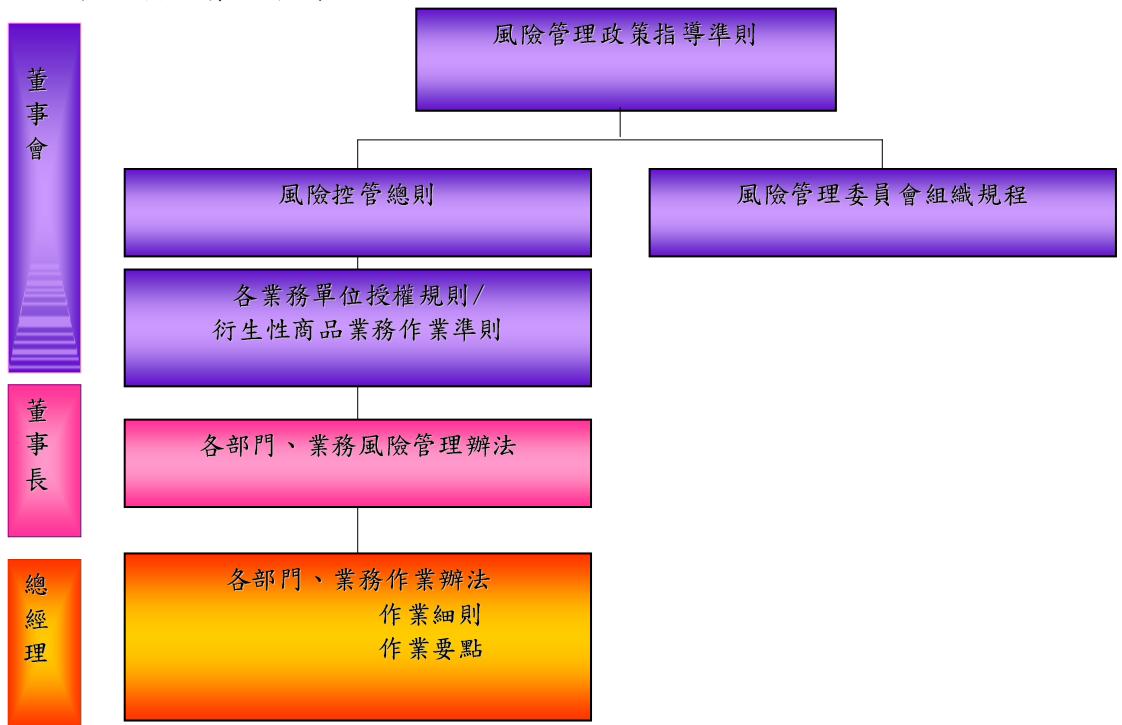 風險管理政策指導準則
董事會
風險控管總則
風險管理委員會組織規程
各業務單位授權規則/
衍生性商品業務作業準則
董事長
各部門、業務風險管理辦法
總經理
各部門、業務作業辦法
作業細則
作業要點